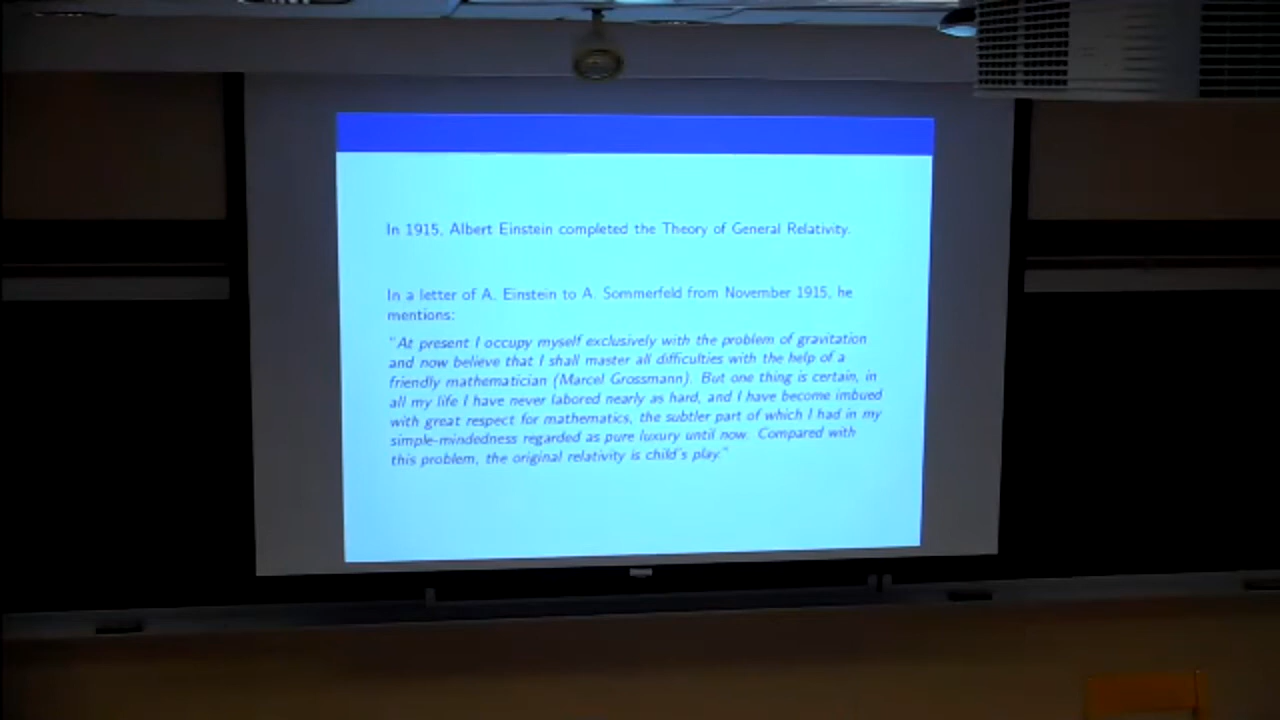 In 1915, Albert Einstein completed the Theory of General Relativity.
In a letter of A. Einstein to A. Sommerfeld from November 1915, he
mentions:
"At present I occupy myself exclusively with the problem of gravitation
and now believe that I shall master all difficulties with the help of a
friendly mathematician (Marcel Grossmann). But one thing is certain, in
all my life I have never labored nearly as hard, and I have become imbued
with great respect for mathematics, the subtler part of which I had in my
simple-mindedness regarded as pure luxury until now. Compared with
this problem, the original relativity is child's play."